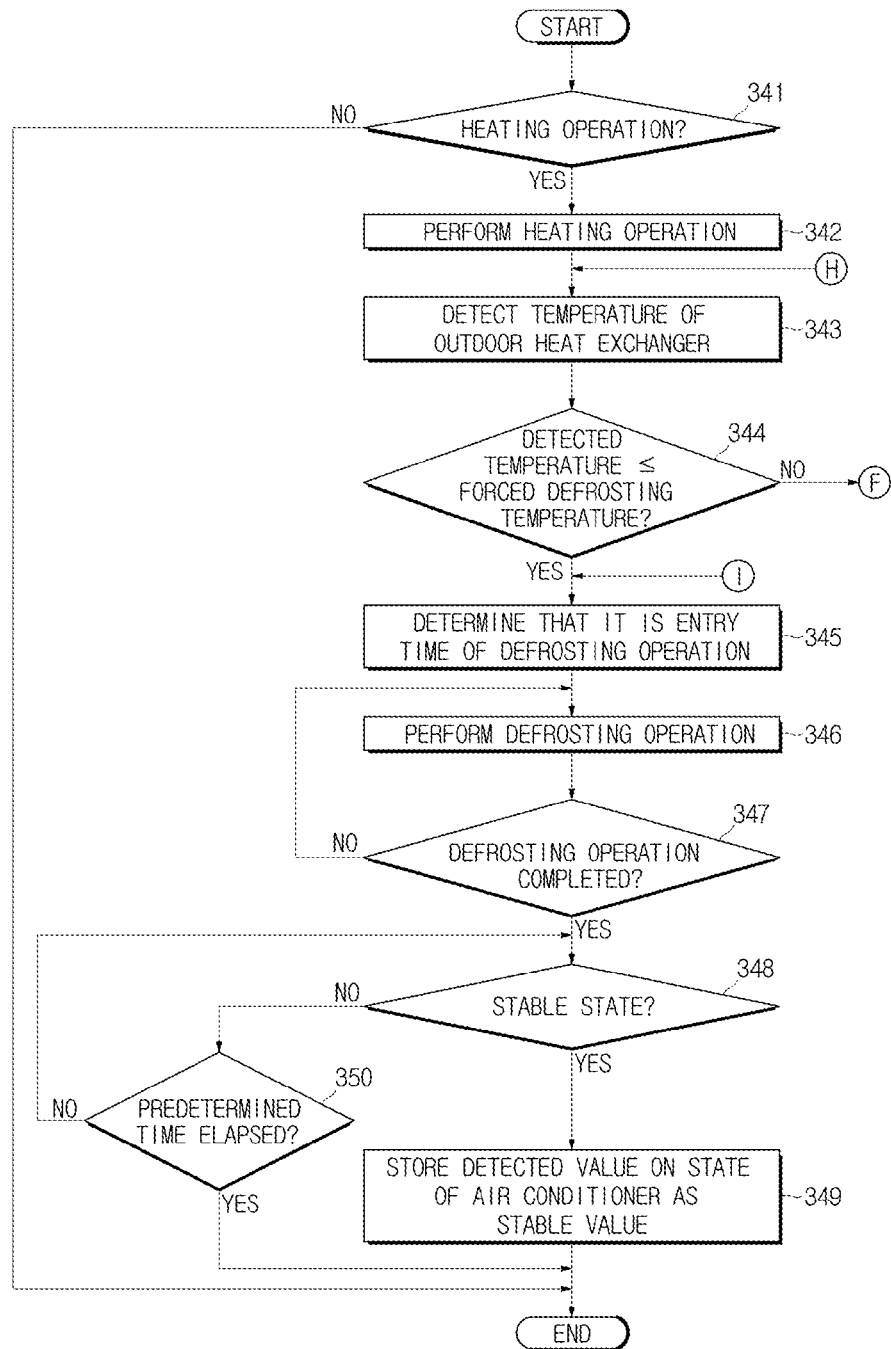 START
341
NO
HEATING OPERATION?
YES
PERFORM HEATING OPERATION
342
H
DETECT TEMPERATURE OF
OUTDOOR HEAT EXCHANGER
343
344
DETECTED
TEMPERATURE ≤
FORCED DEFROSTING
TEMPERATURE?
NO
F
YES
I
DETERMINE THAT IT IS ENTRY
TIME OF DEFROSTING OPERATION
345
PERFORM DEFROSTING OPERATION
346
347
NO
DEFROSTING OPERATION
COMPLETED?
YES
348
NO
STABLE STATE?
YES
350
NO
PREDETERMINED
TIME ELAPSED?
YES
STORE DETECTED VALUE ON STATE
OF AIR CONDITIONER AS
STABLE VALUE
349
END